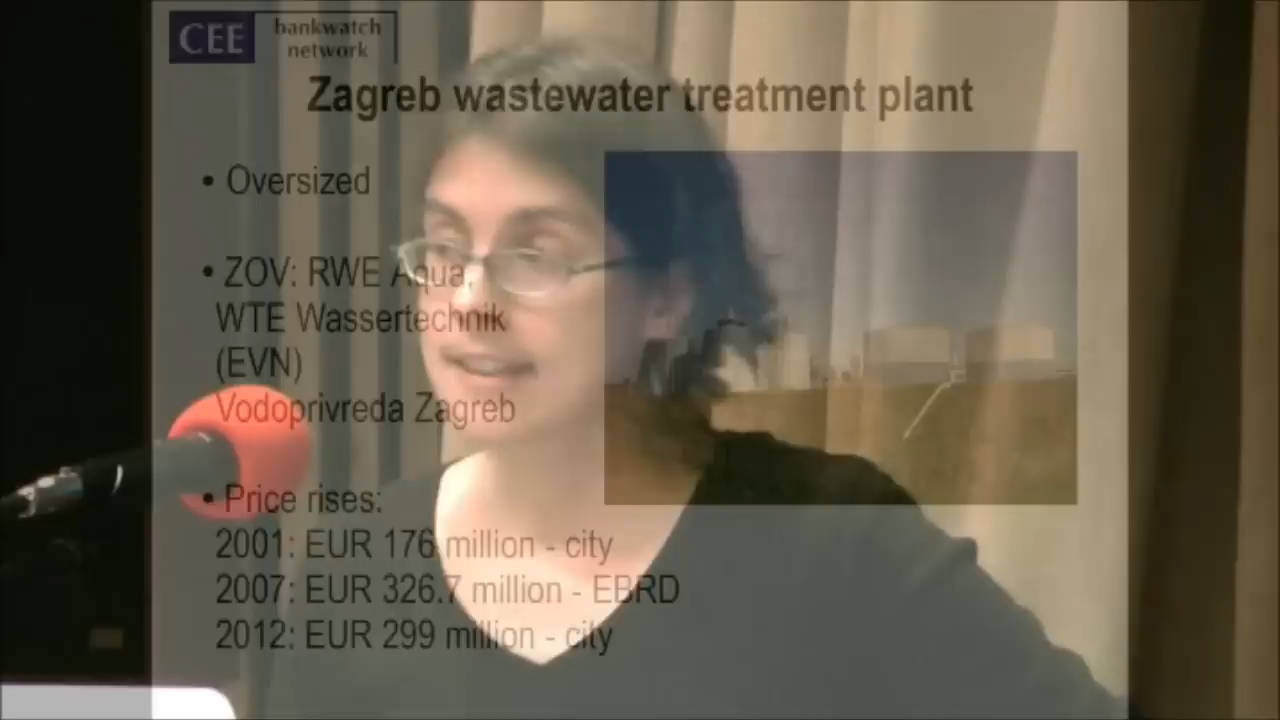 CEE
bankwatch
network
Zagreb wastewater treatment plant
• Oversized
• ZOV: RWE Aqua,
WTE Wassertechnik
(EVN)
Vodoprivreda Zagreb
• Price rises:
2001: EUR 176 million - city
2007: EUR 326.7 million - EBRD
2012: EUR 299 million - city